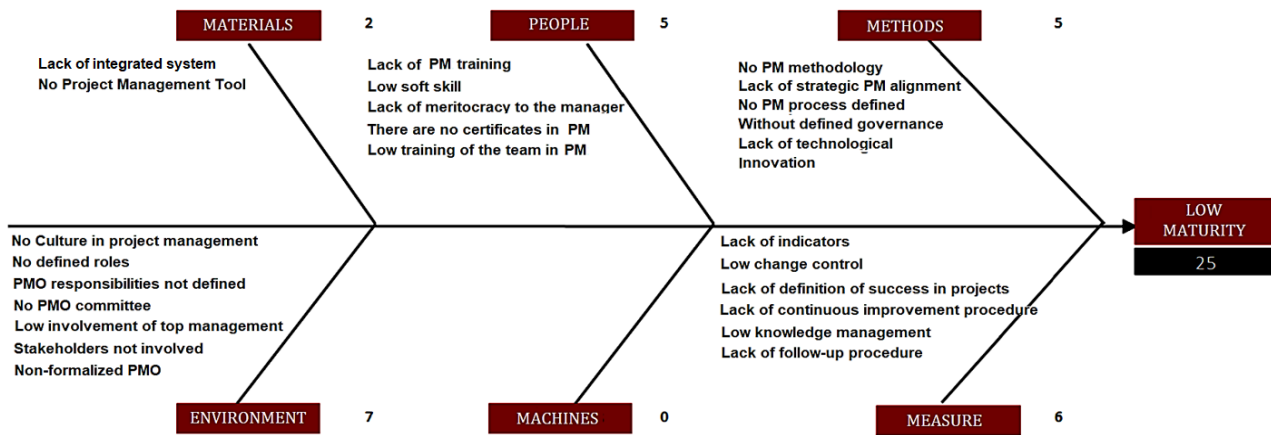 MATERIALS 2
PEOPLE 5
METHODS 5
Lack of integrated system
No Project Management Tool
Lack of PM training
Low soft skill
Lack of meritocracy to the manager
There are no certificates in PM
Low training of the team in PM
No PM methodology
Lack of strategic PM alignment
No PM process defined
Without defined governance
Lack of technological
Innovation
LOW
MATURITY
25
No Culture in project management
No defined roles
PMO responsibilities not defined
No PMO committee
Low involvement of top management
Stakeholders not involved
Non-formalized PMO
Lack of indicators
Low change control
Lack of definition of success in projects
Lack of continuous improvement procedure
Low knowledge management
Lack of follow-up procedure
ENVIRONMENT 7
MACHINES 0
MEASURE 6